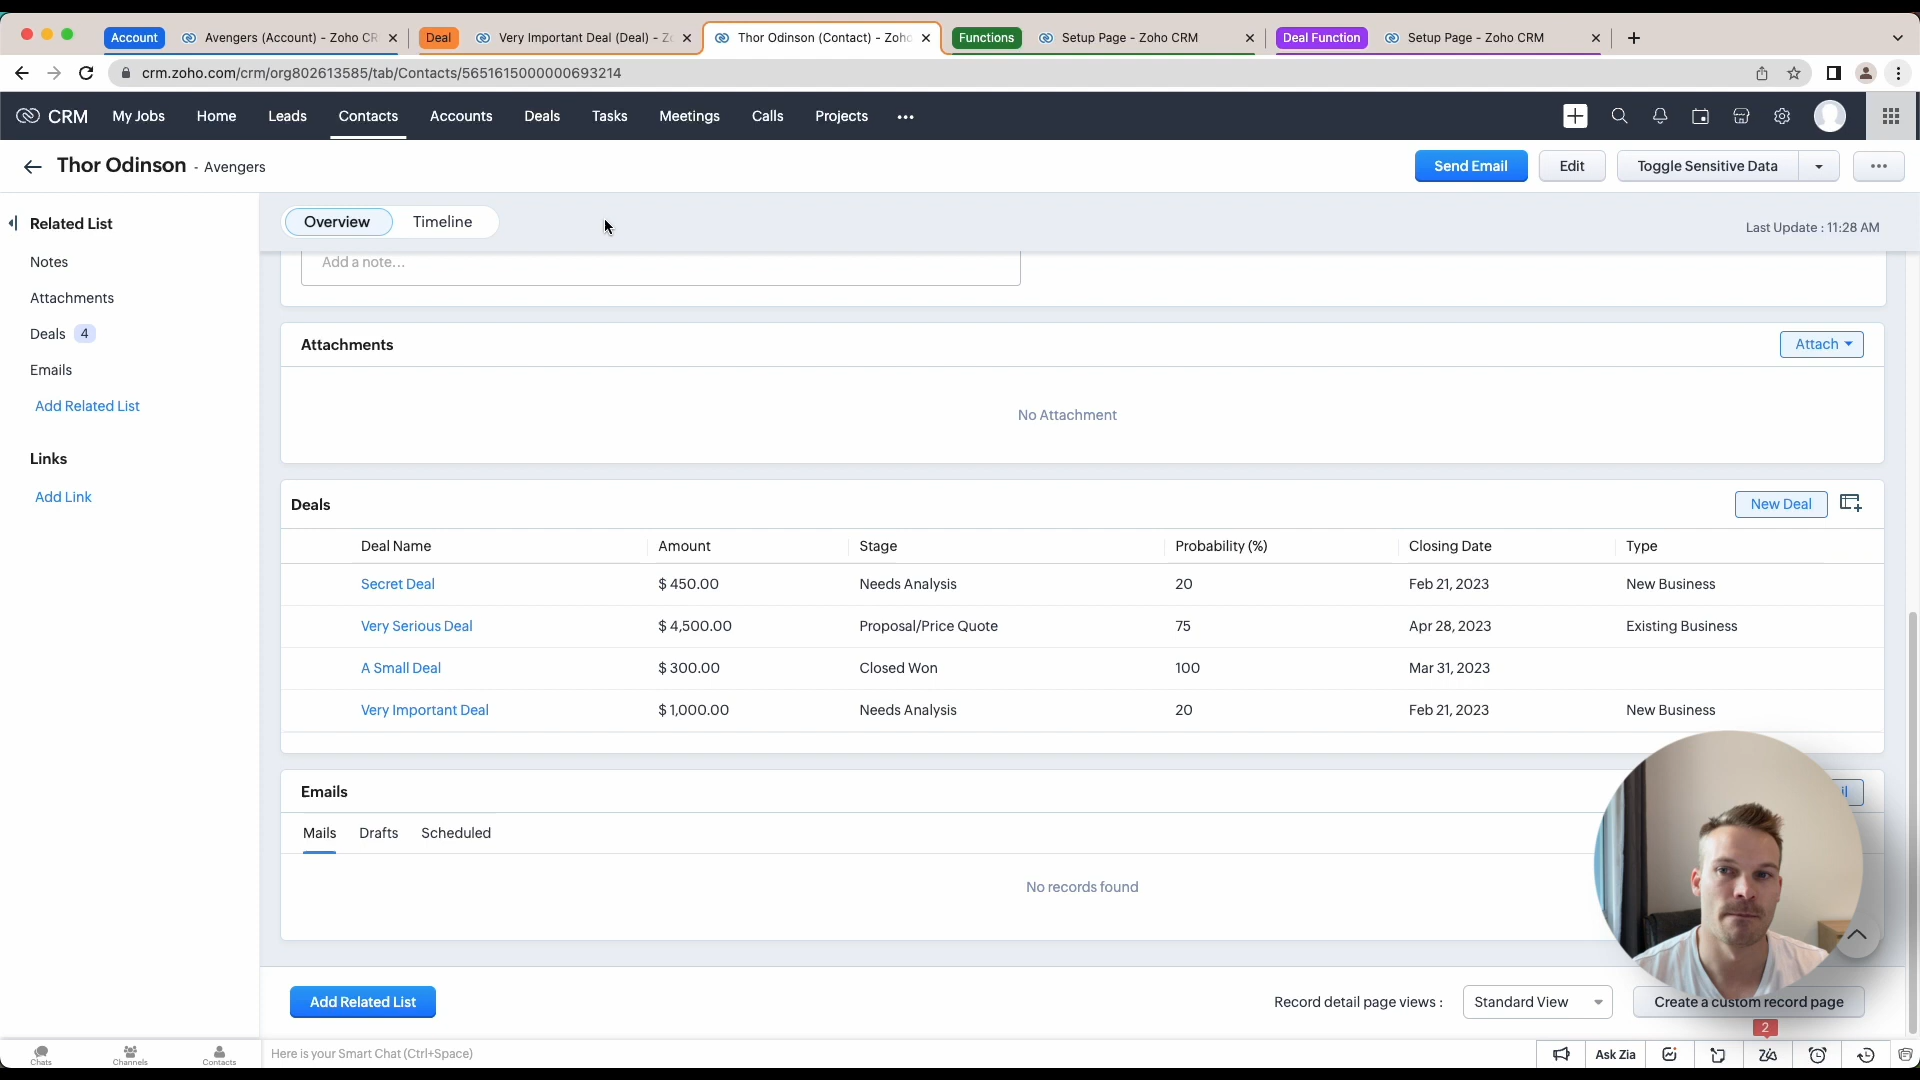 Account Avengers (Account) - Zoho CR Deal Very Important Deal (Deal) - Z Thor Odinson (Contact) - Zoho Functions Setup Page - Zoho CRM Deal Function Setup Page - Zoho CRM
crm.zoho.com/crm/org802613585/tab/Contacts/5651615000000693214
CRM My Jobs Home Leads Contacts Accounts Deals Tasks Meetings Calls Projects
Thor Odinson - Avengers Send Email Edit Toggle Sensitive Data
Related List
Overview Timeline Last Update : 11:28 AM
Notes
Add a note...
Attachments
Deals 4
Emails
Add Related List
Links
Add Link
Attachments Attach
No Attachment
Deals New Deal
Deal Name Amount Stage Probability (%) Closing Date Type
Secret Deal $ 450.00 Needs Analysis 20 Feb 21, 2023 New Business
Very Serious Deal $ 4,500.00 Proposal/Price Quote 75 Apr 28, 2023 Existing Business
A Small Deal $ 300.00 Closed Won 100 Mar 31, 2023
Very Important Deal $ 1,000.00 Needs Analysis 20 Feb 21, 2023 New Business
Emails
Mails Drafts Scheduled
No records found
Add Related List Record detail page views : Standard View Create a custom record page
2
Chats Channels Contacts Here is your Smart Chat (Ctrl+Space) Ask Zia